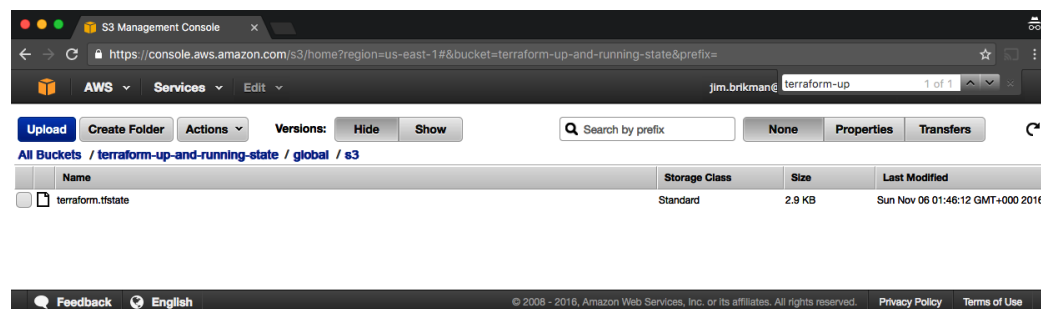 S3 Management Console
https://console.aws.amazon.com/s3/home?region=us-east-1#&bucket=terraform-up-and-running-state&prefix=
AWS Services Edit jim.brikman@ terraform-up 1 of 1
Upload Create Folder Actions Versions: Hide Show Search by prefix None Properties Transfers
All Buckets / terraform-up-and-running-state / global / s3
Name Storage Class Size Last Modified
terraform.tfstate Standard 2.9 KB Sun Nov 06 01:46:12 GMT+000 2016
Feedback English © 2008 - 2016, Amazon Web Services, Inc. or its affiliates. All rights reserved. Privacy Policy Terms of Use